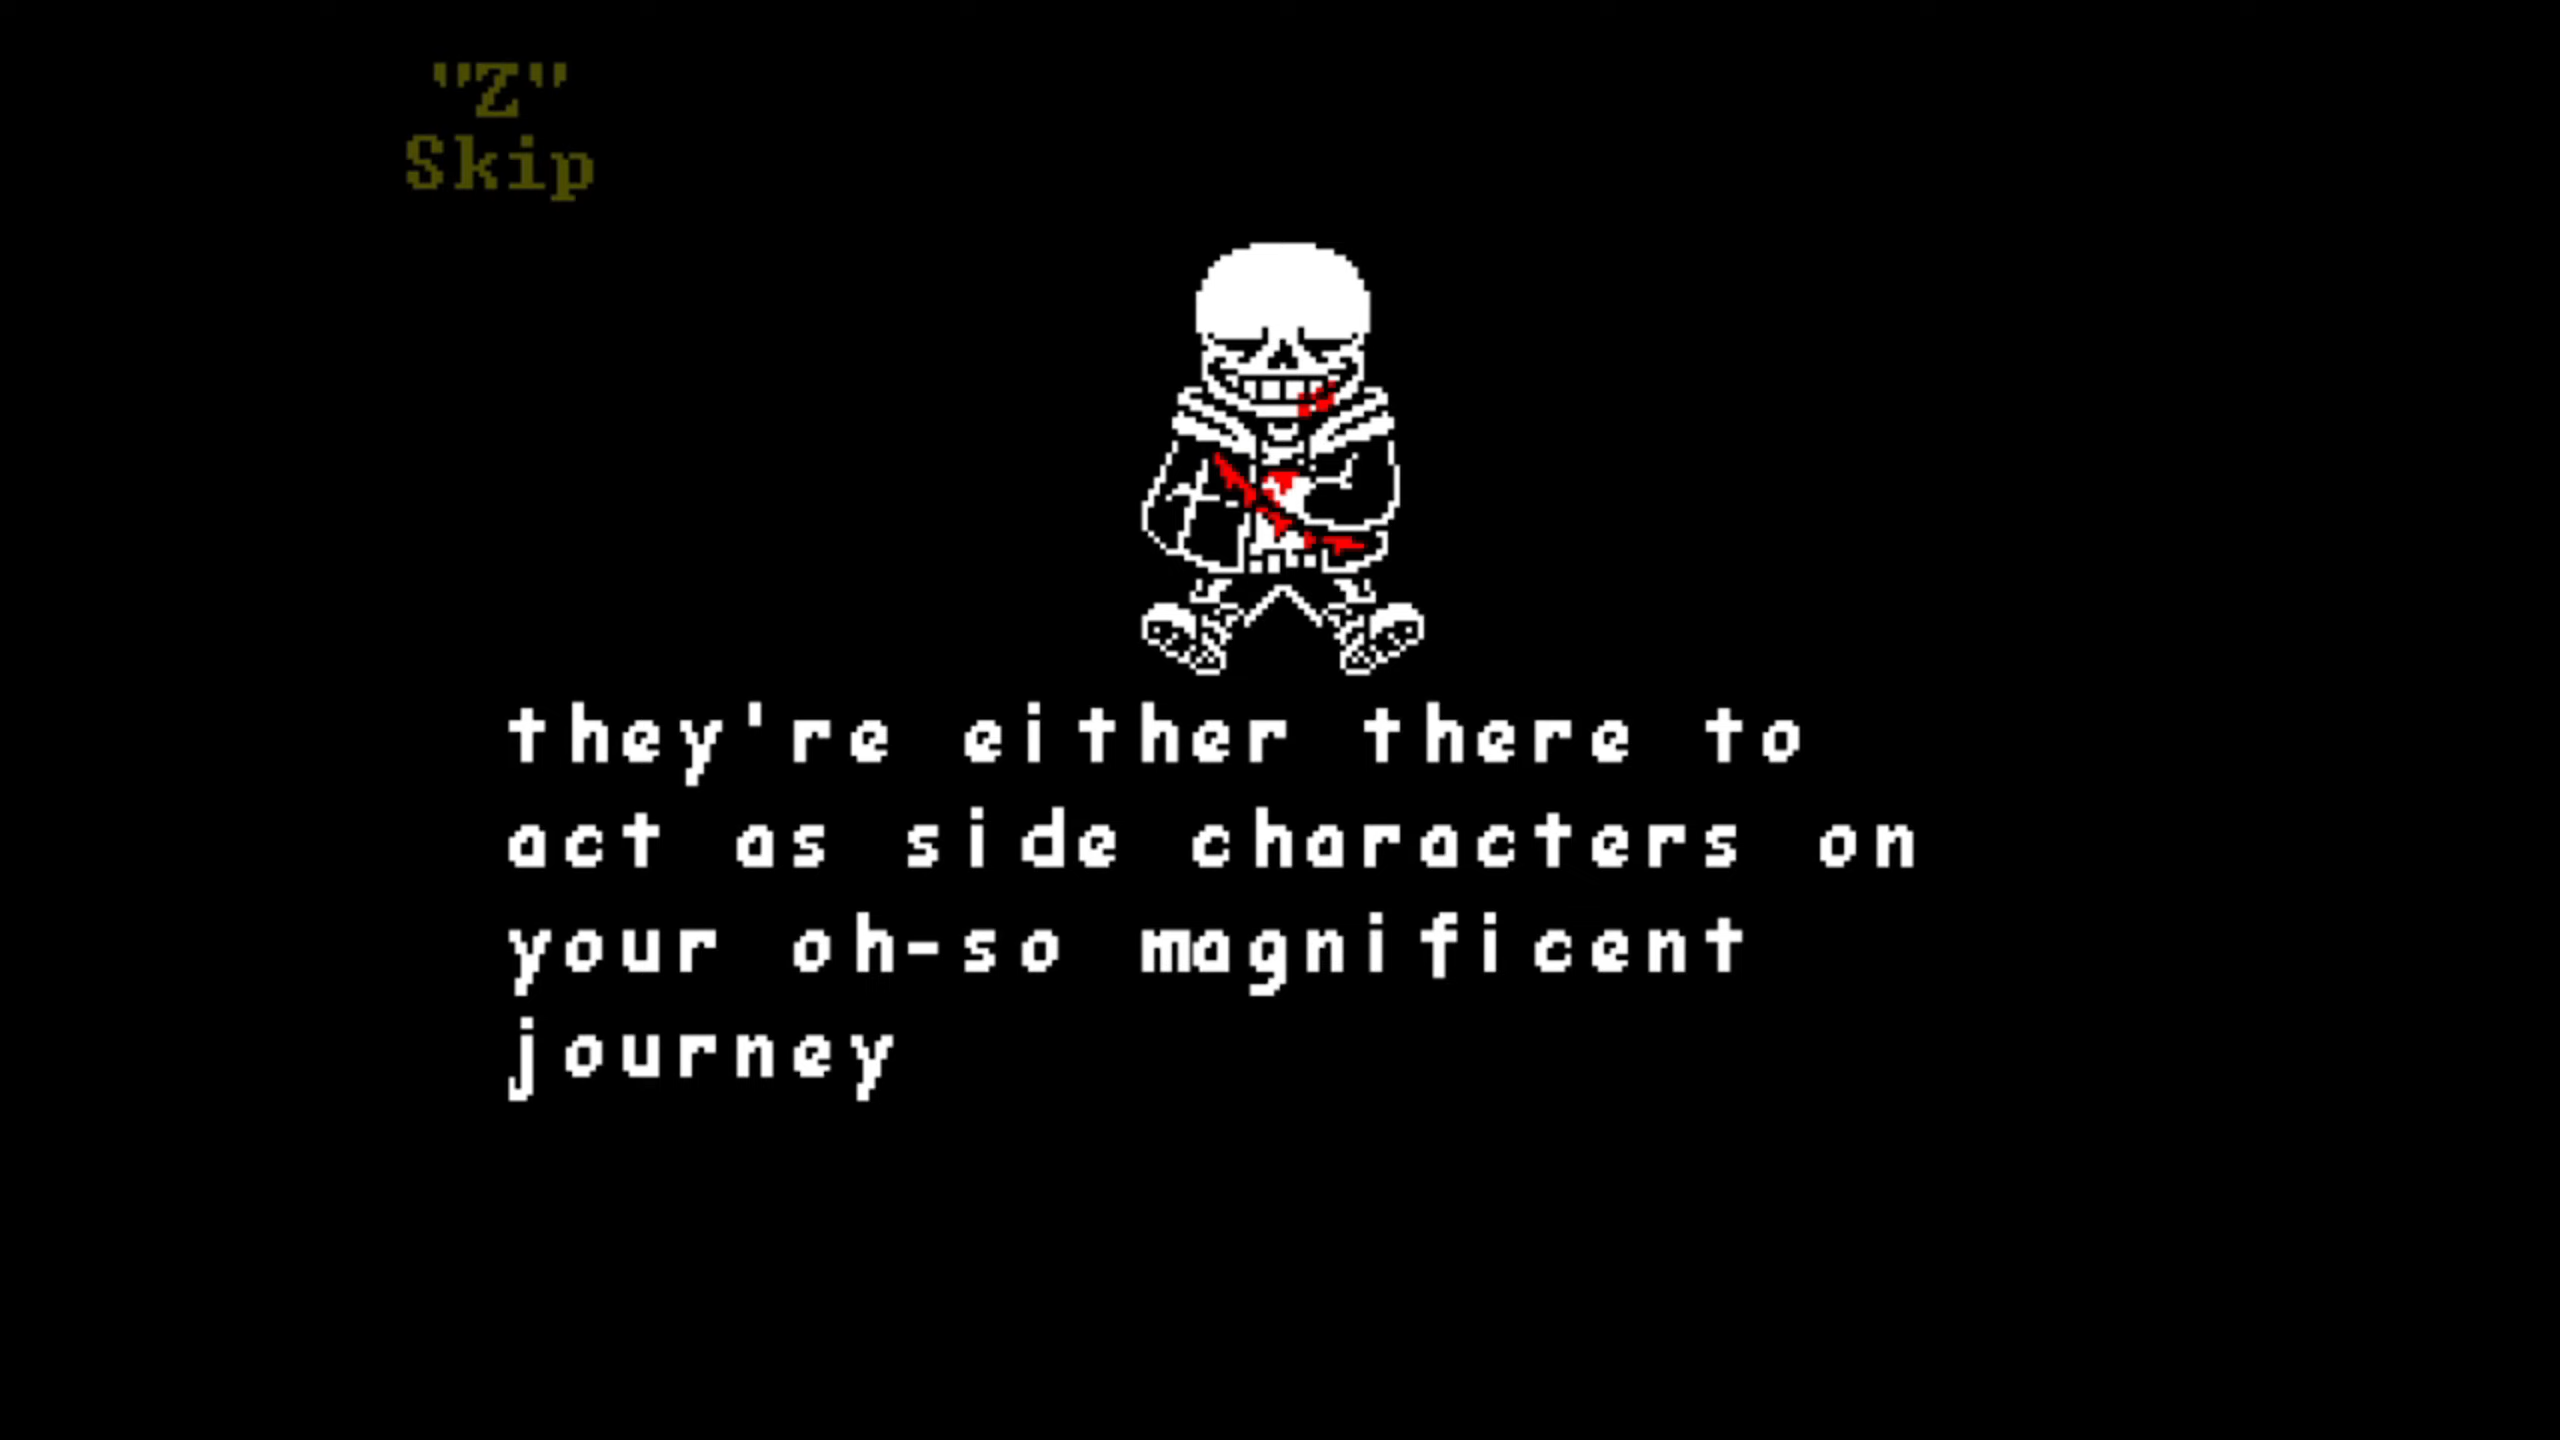 "Z"
Skip
they're either there to
act as side characters on
your oh-so magnificent
journey